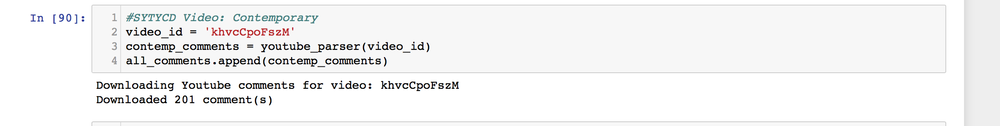 In [90]:
1 #SYTYCD Video: Contemporary
2 video_id = 'khvcCpoFszM'
3 contemp_comments = youtube_parser(video_id)
4 all_comments.append(contemp_comments)
Downloading Youtube comments for video: khvcCpoFszM
Downloaded 201 comment(s)